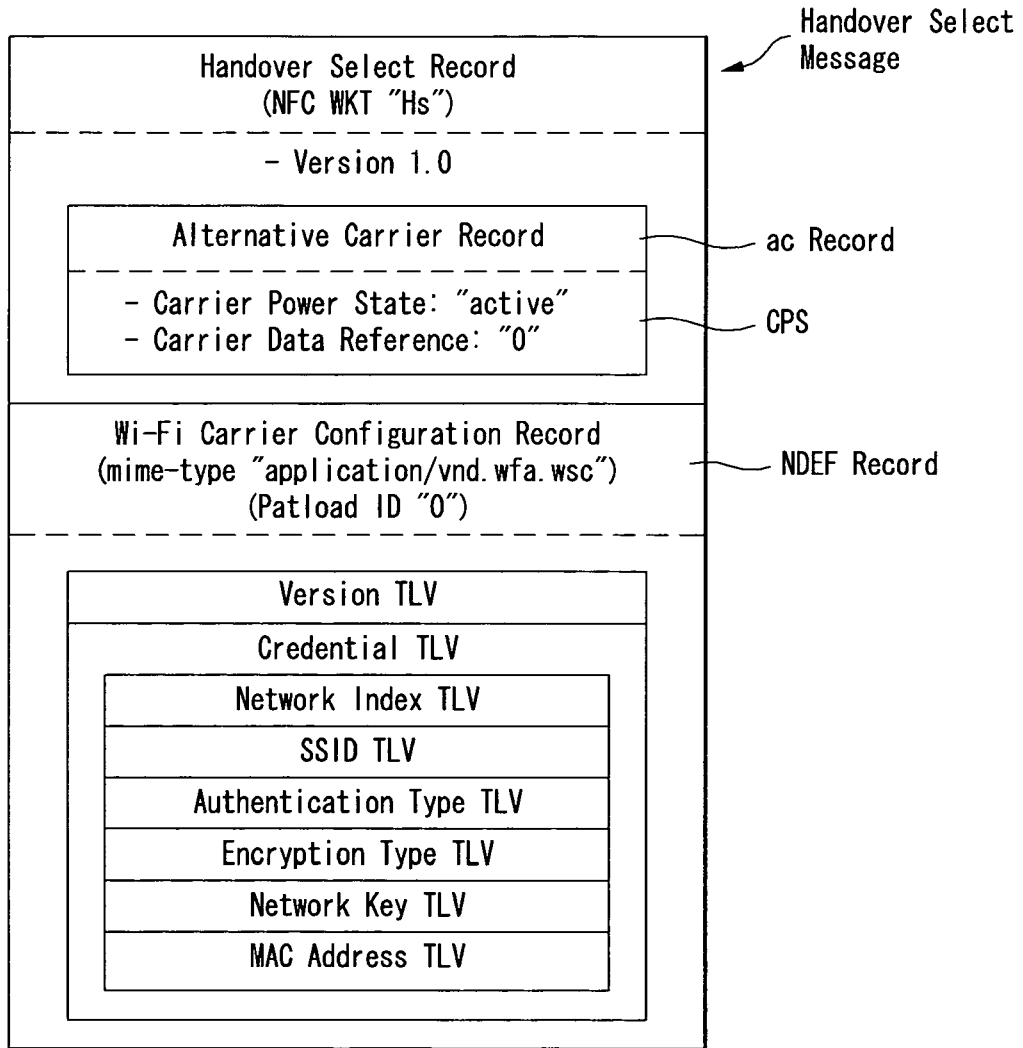 Handover Select
Message
Handover Select Record
(NFC WKT "Hs")
- Version 1.0
Alternative Carrier Record
ac Record
- Carrier Power State: "active"
- Carrier Data Reference: "0"
CPS
Wi-Fi Carrier Configuration Record
(mime-type "application/vnd.wfa.wsc")
(Patload ID "0")
NDEF Record
Version TLV
Credential TLV
Network Index TLV
SSID TLV
Authentication Type TLV
Encryption Type TLV
Network Key TLV
MAC Address TLV